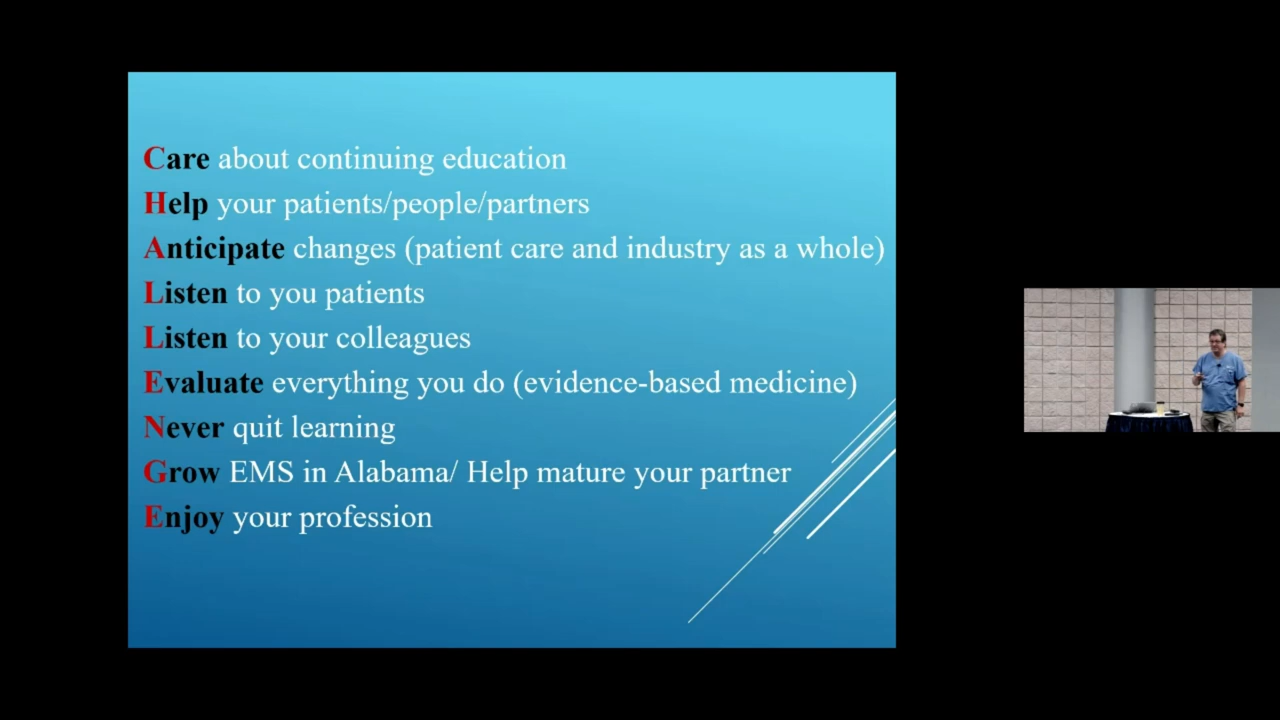 Care about continuing education
Help your patients/people/partners
Anticipate changes (patient care and industry as a whole)
Listen to you patients
Listen to your colleagues
Evaluate everything you do (evidence-based medicine)
Never quit learning
Grow EMS in Alabama/ Help mature your partner
Enjoy your profession